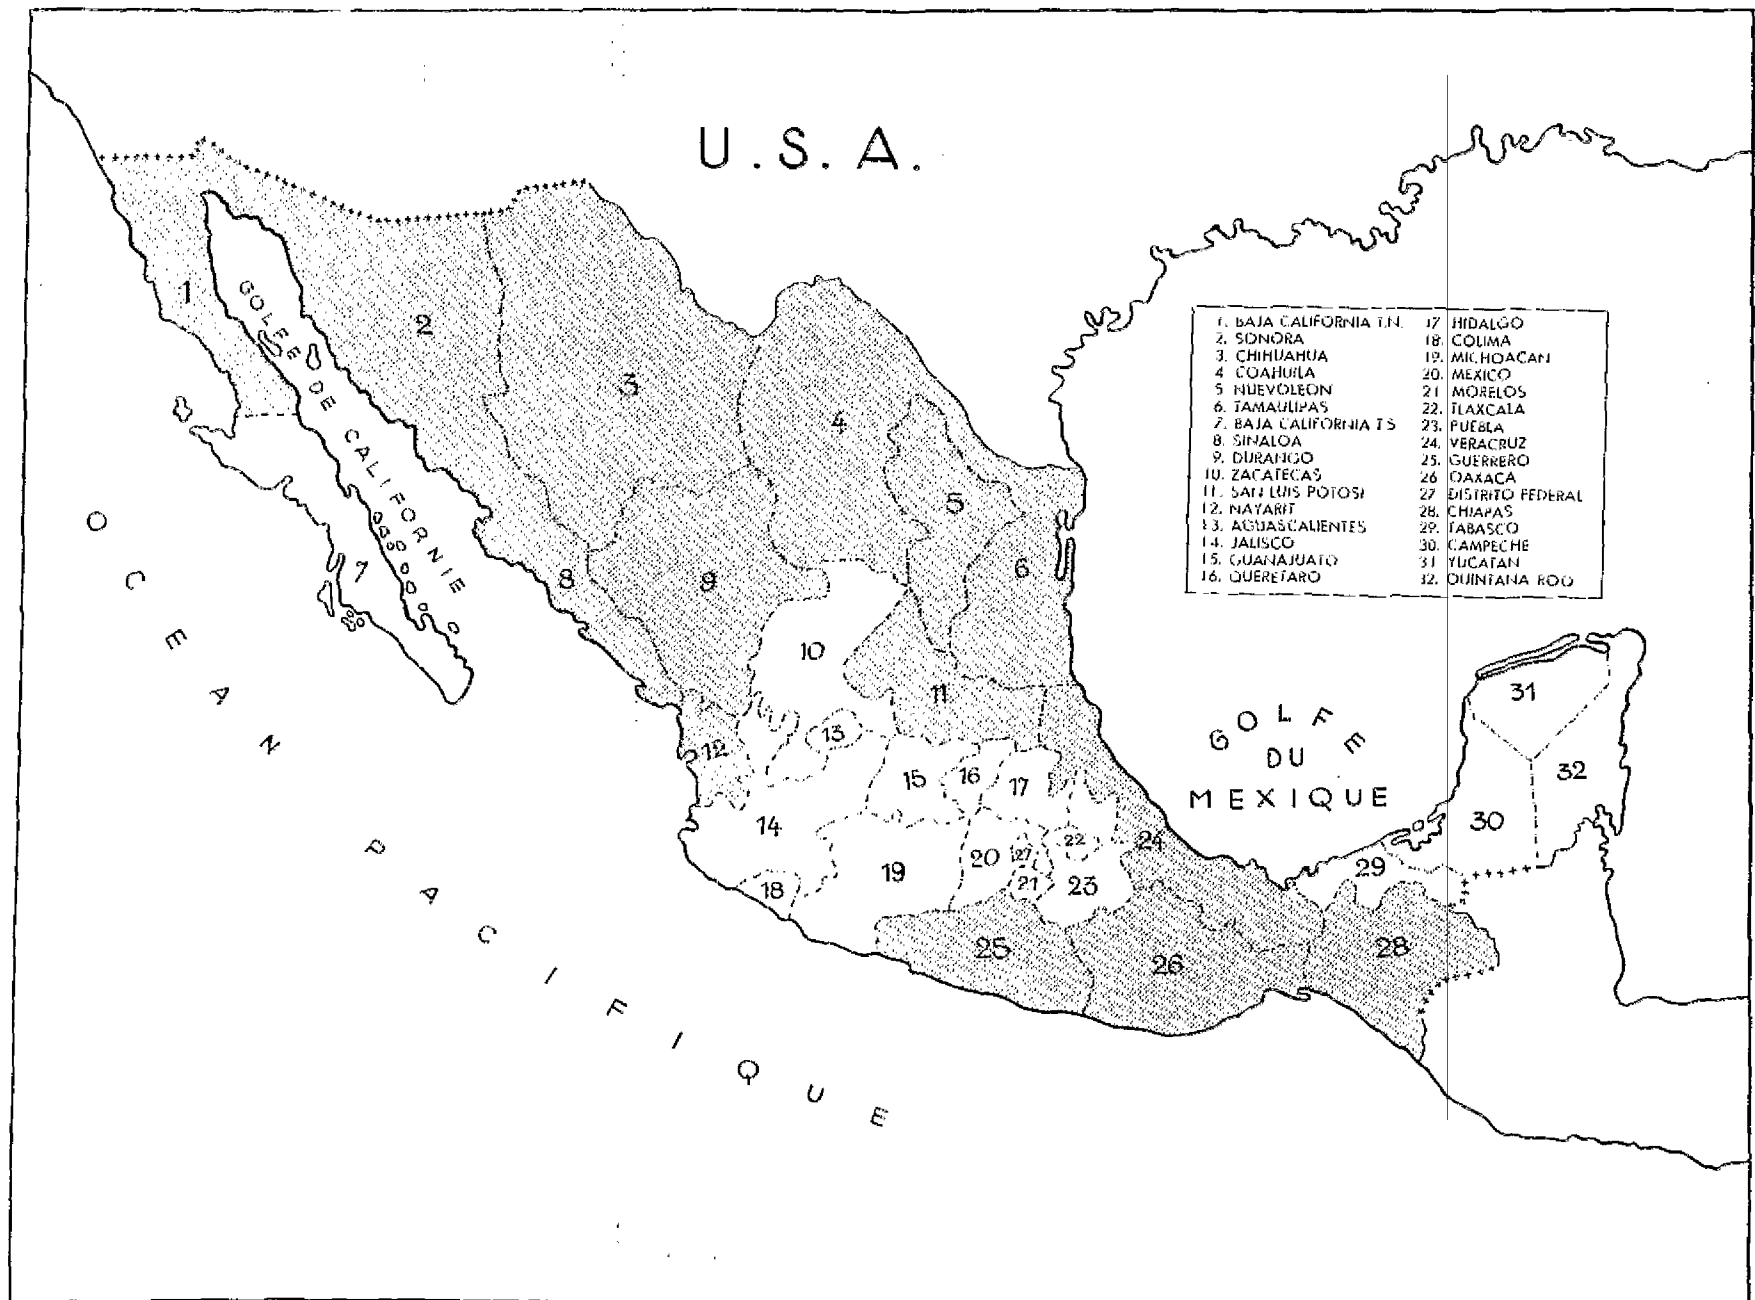 U.S.A.
GOLFE DE CALIFORNIE
OCEAN PACIFIQUE
GOLFE
DU
MEXIQUE
1. BAJA CALIFORNIA T.N.
2. SONORA
3. CHIHUAHUA
4 COAHUILA
5 NUEVOLEON
6. TAMAULIPAS
7. BAJA CALIFORNIA T S
8. SINALOA
9. DURANGO
10. ZACATECAS
11. SAN LUIS POTOSI
12. NAYARIT
13. AGUASCALIENTES
14. JALISCO
15. GUANAJUATO
16. QUERETARO
17 HIDALGO
18. COLIMA
19. MICHOACAN
20. MEXICO
21 MORELOS
22. TLAXCALA
23. PUEBLA
24. VERACRUZ
25. GUERRERO
26 OAXACA
27 DISTRITO FEDERAL
28. CHIAPAS
29. TABASCO
30. CAMPECHE
31 YUCATAN
32. QUINTANA ROO
1
2
3
4
5
6
7
8
9
10
11
12
13
14
15
16
17
18
19
20
27
21
22
23
24
25
26
28
29
30
31
32